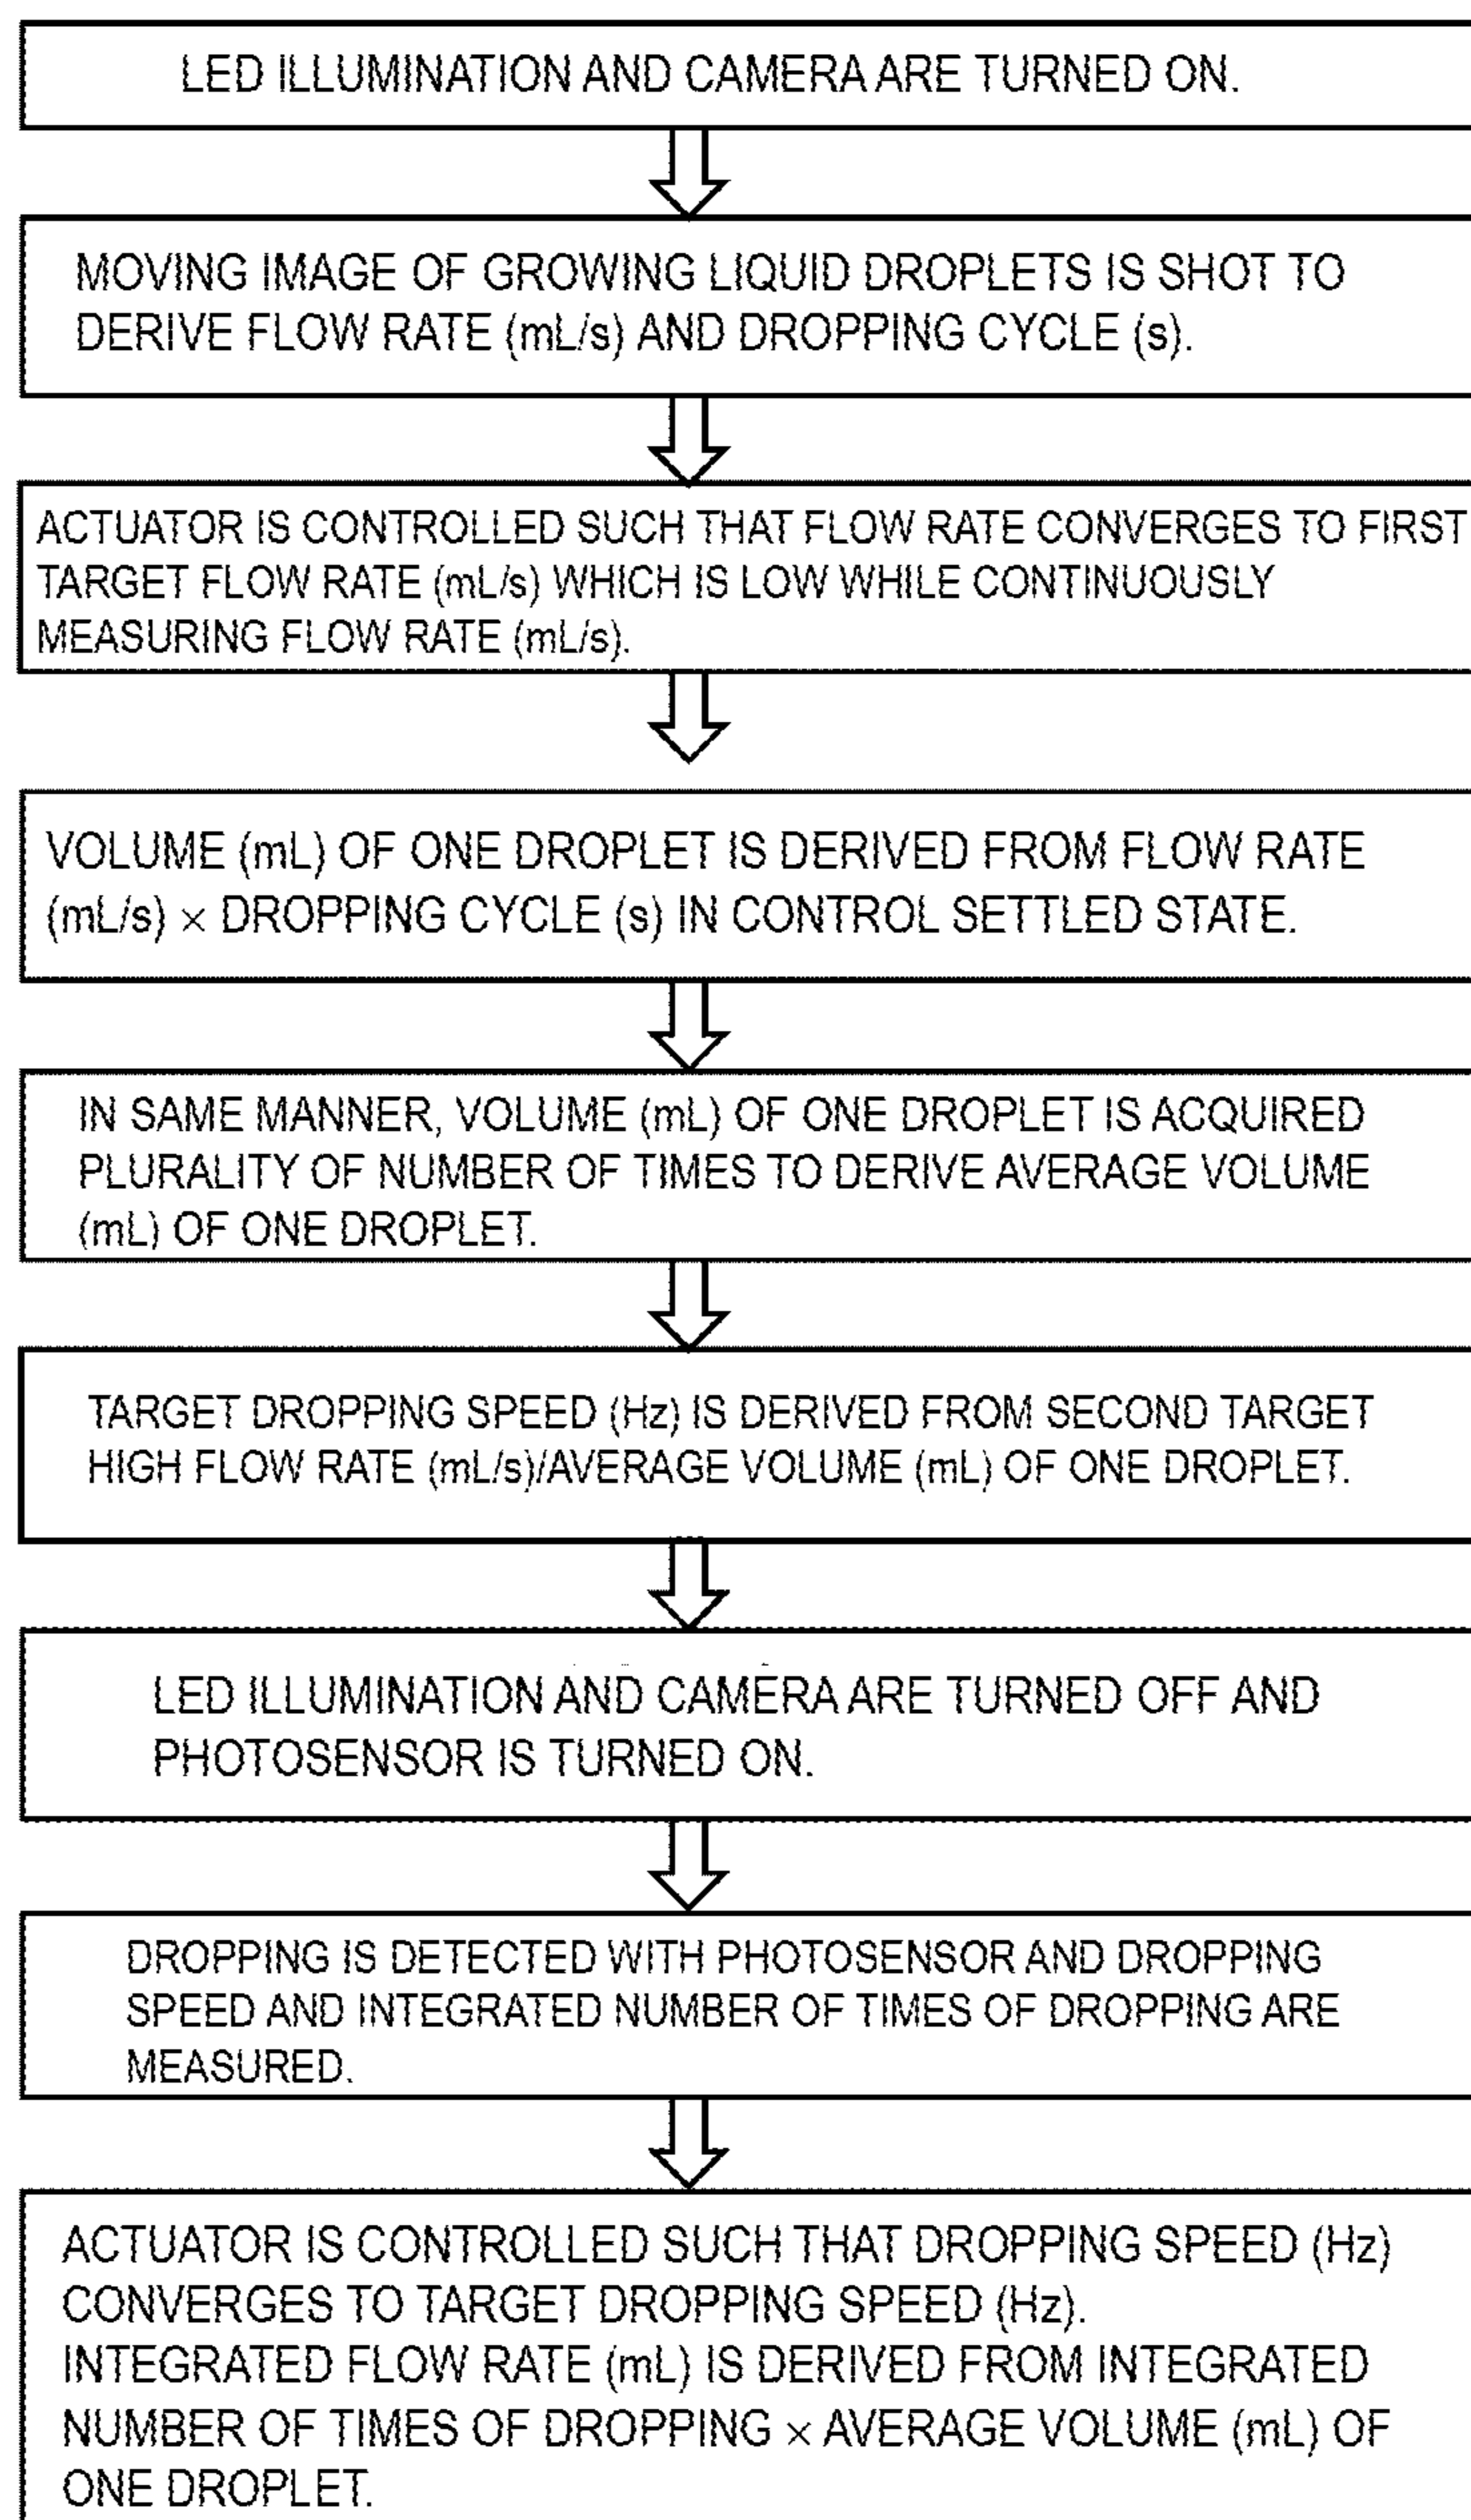 LED ILLUMINATION AND CAMERA ARE TURNED ON.
MOVING IMAGE OF GROWING LIQUID DROPLETS IS SHOT TO
DERIVE FLOW RATE (mL/s) AND DROPPING CYCLE (s).
ACTUATOR IS CONTROLLED SUCH THAT FLOW RATE CONVERGES TO FIRST
TARGET FLOW RATE (mL/s) WHICH IS LOW WHILE CONTINUOUSLY
MEASURING FLOW RATE (mL/s).
VOLUME (mL) OF ONE DROPLET IS DERIVED FROM FLOW RATE
(mL/s) × DROPPING CYCLE (s) IN CONTROL SETTLED STATE.
IN SAME MANNER, VOLUME (mL) OF ONE DROPLET IS ACQUIRED
PLURALITY OF NUMBER OF TIMES TO DERIVE AVERAGE VOLUME
(mL) OF ONE DROPLET.
TARGET DROPPING SPEED (Hz) IS DERIVED FROM SECOND TARGET
HIGH FLOW RATE (mL/s)/AVERAGE VOLUME (mL) OF ONE DROPLET.
LED ILLUMINATION AND CAMERA ARE TURNED OFF AND
PHOTOSENSOR IS TURNED ON.
DROPPING IS DETECTED WITH PHOTOSENSOR AND DROPPING
SPEED AND INTEGRATED NUMBER OF TIMES OF DROPPING ARE
MEASURED.
ACTUATOR IS CONTROLLED SUCH THAT DROPPING SPEED (Hz)
CONVERGES TO TARGET DROPPING SPEED (Hz).
INTEGRATED FLOW RATE (mL) IS DERIVED FROM INTEGRATED
NUMBER OF TIMES OF DROPPING × AVERAGE VOLUME (mL) OF
ONE DROPLET.